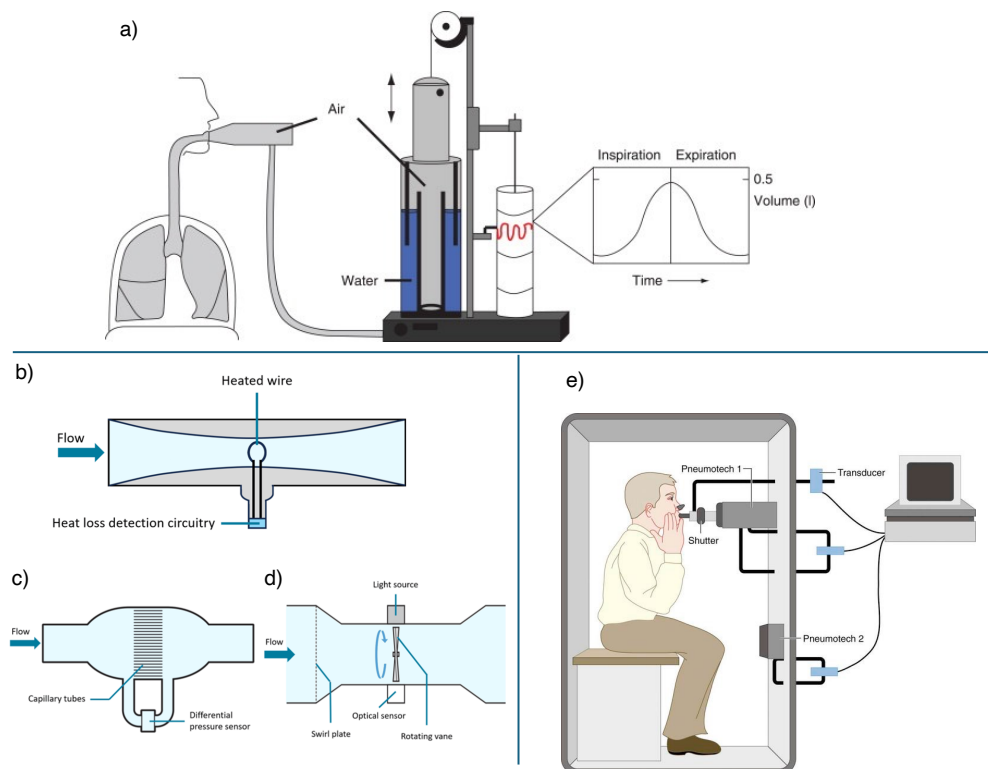 a)
Air
Water
Inspiration
Expiration
0.5
Volume (l)
Time
b)
Heated wire
Flow
Heat loss detection circuitry
c)
Flow
Capillary tubes
Differential
pressure sensor
d)
Light source
Flow
Optical sensor
Swirl plate
Rotating vane
e)
Pneumotech 1
Transducer
Shutter
Pneumotech 2